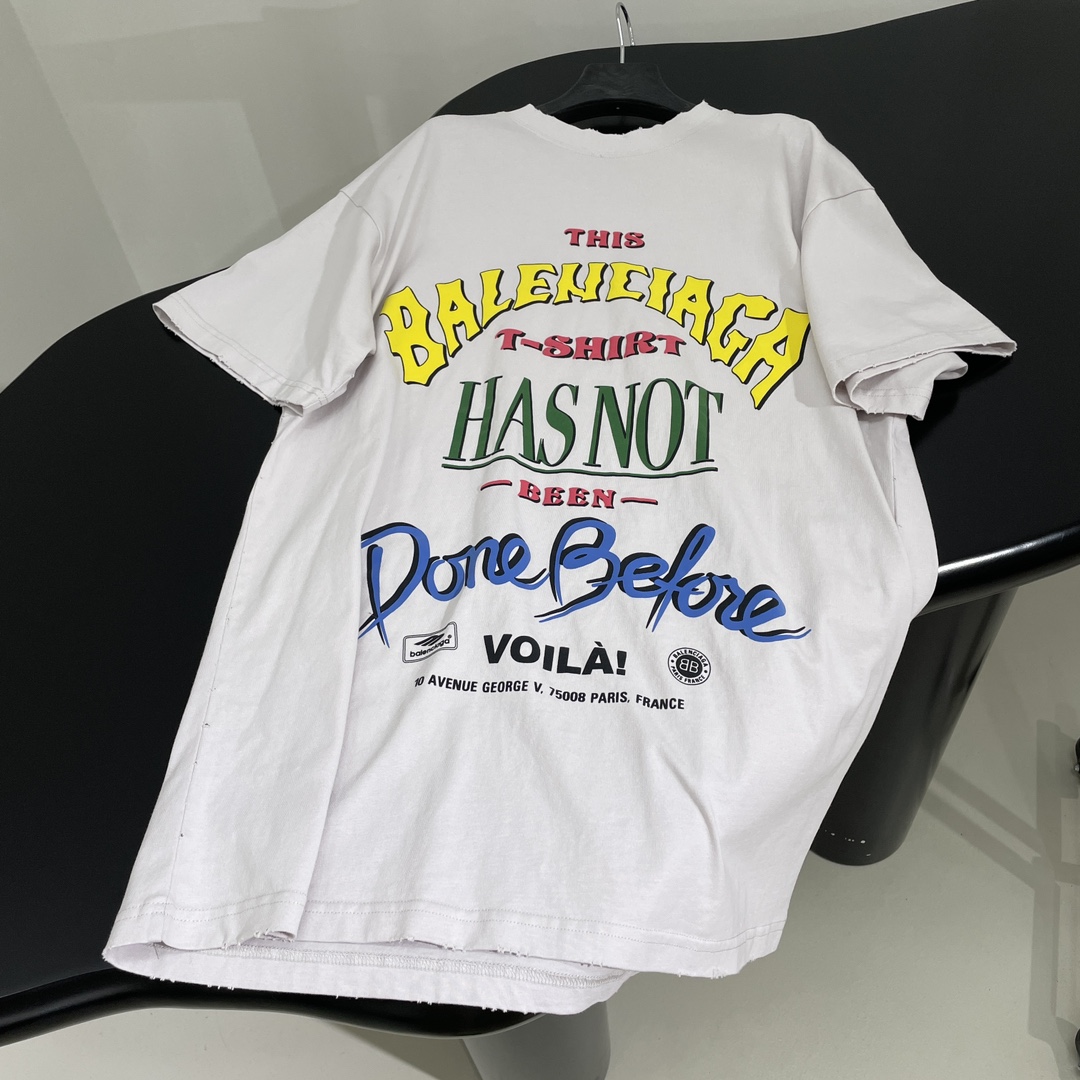 THIS
BALENCIAGA
T-SHIRT
HAS NOT
- BEEN -
Done Before
balenciaga®
VOILÀ!
BALENCIAGA
BB
PARIS FRANCE
10 AVENUE GEORGE V, 75008 PARIS, FRANCE